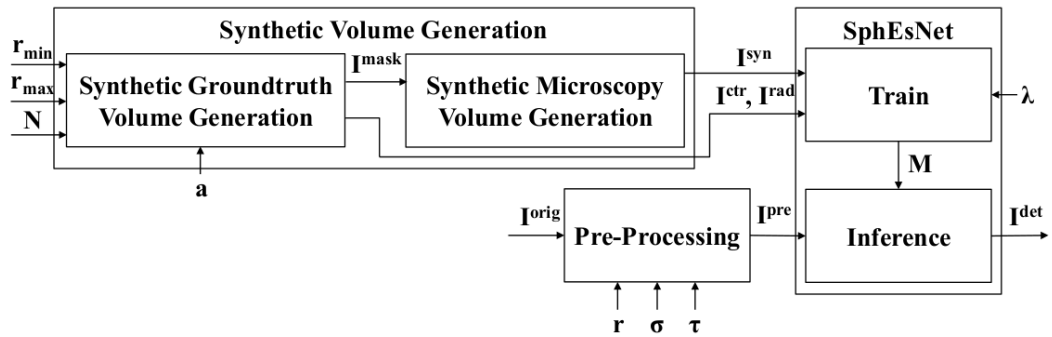 Synthetic Volume Generation
SphEsNet
r_min
r_max
N
Synthetic Groundtruth
Volume Generation
I^mask
Synthetic Microscopy
Volume Generation
I^syn
I^ctr, I^rad
Train
λ
a
M
I^orig
Pre-Processing
I^pre
Inference
I^det
r
σ
τ